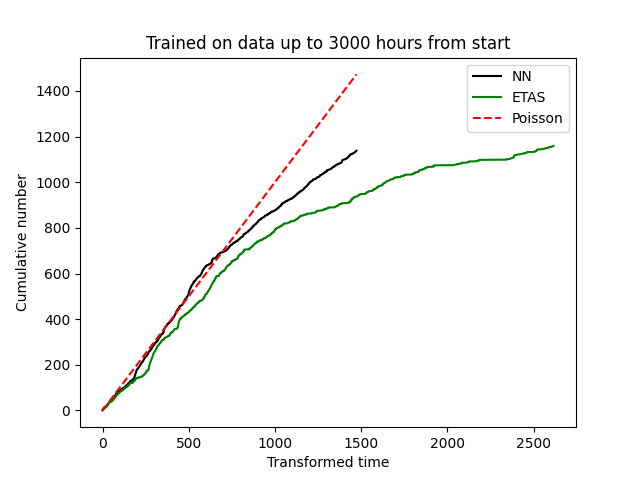 Trained on data up to 3000 hours from start
NN
ETAS
Poisson
Cumulative number
1400
1200
1000
800
600
400
200
0
0 500 1000 1500 2000 2500
Transformed time